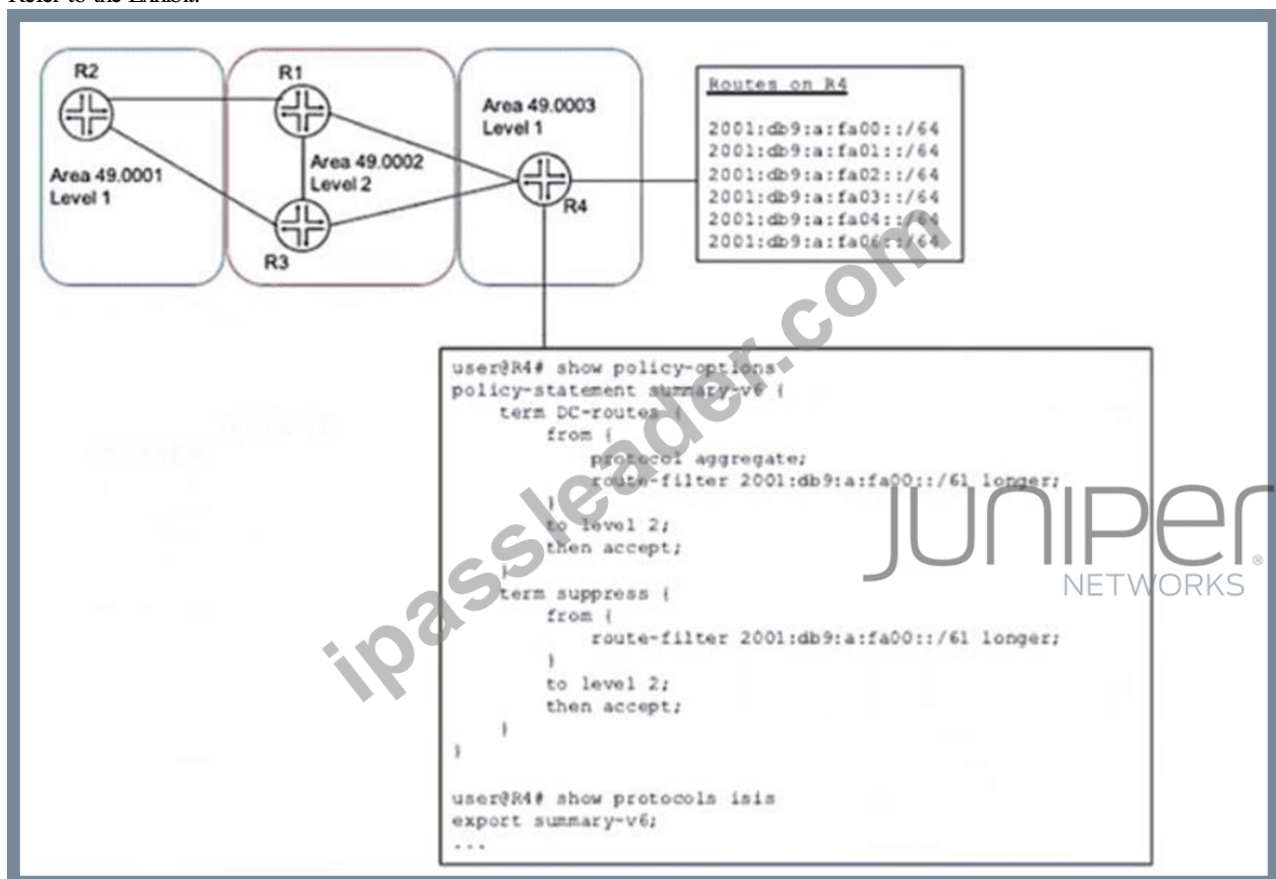 Refer to the Exhibit.
R2
R1
Area 49.0003
Level 1
Area 49.0001
Level 1
Area 49.0002
Level 2
R4
R3
Routes on R4
2001:db9:a:fa00::/64
2001:db9:a:fa01::/64
2001:db9:a:fa02::/64
2001:db9:a:fa03::/64
2001:db9:a:fa04::/64
2001:db9:a:fa06::/64
user@R4# show policy-options
policy-statement summary-v6 {
term DC-routes {
from {
protocol aggregate;
route-filter 2001:db9:a:fa00::/61 longer;
}
to level 2;
then accept;
}
term suppress {
from {
route-filter 2001:db9:a:fa00::/61 longer;
}
to level 2;
then accept;
}
}
user@R4# show protocols isis
export summary-v6;
...
JUNIPER
NETWORKS
ipassleader.com